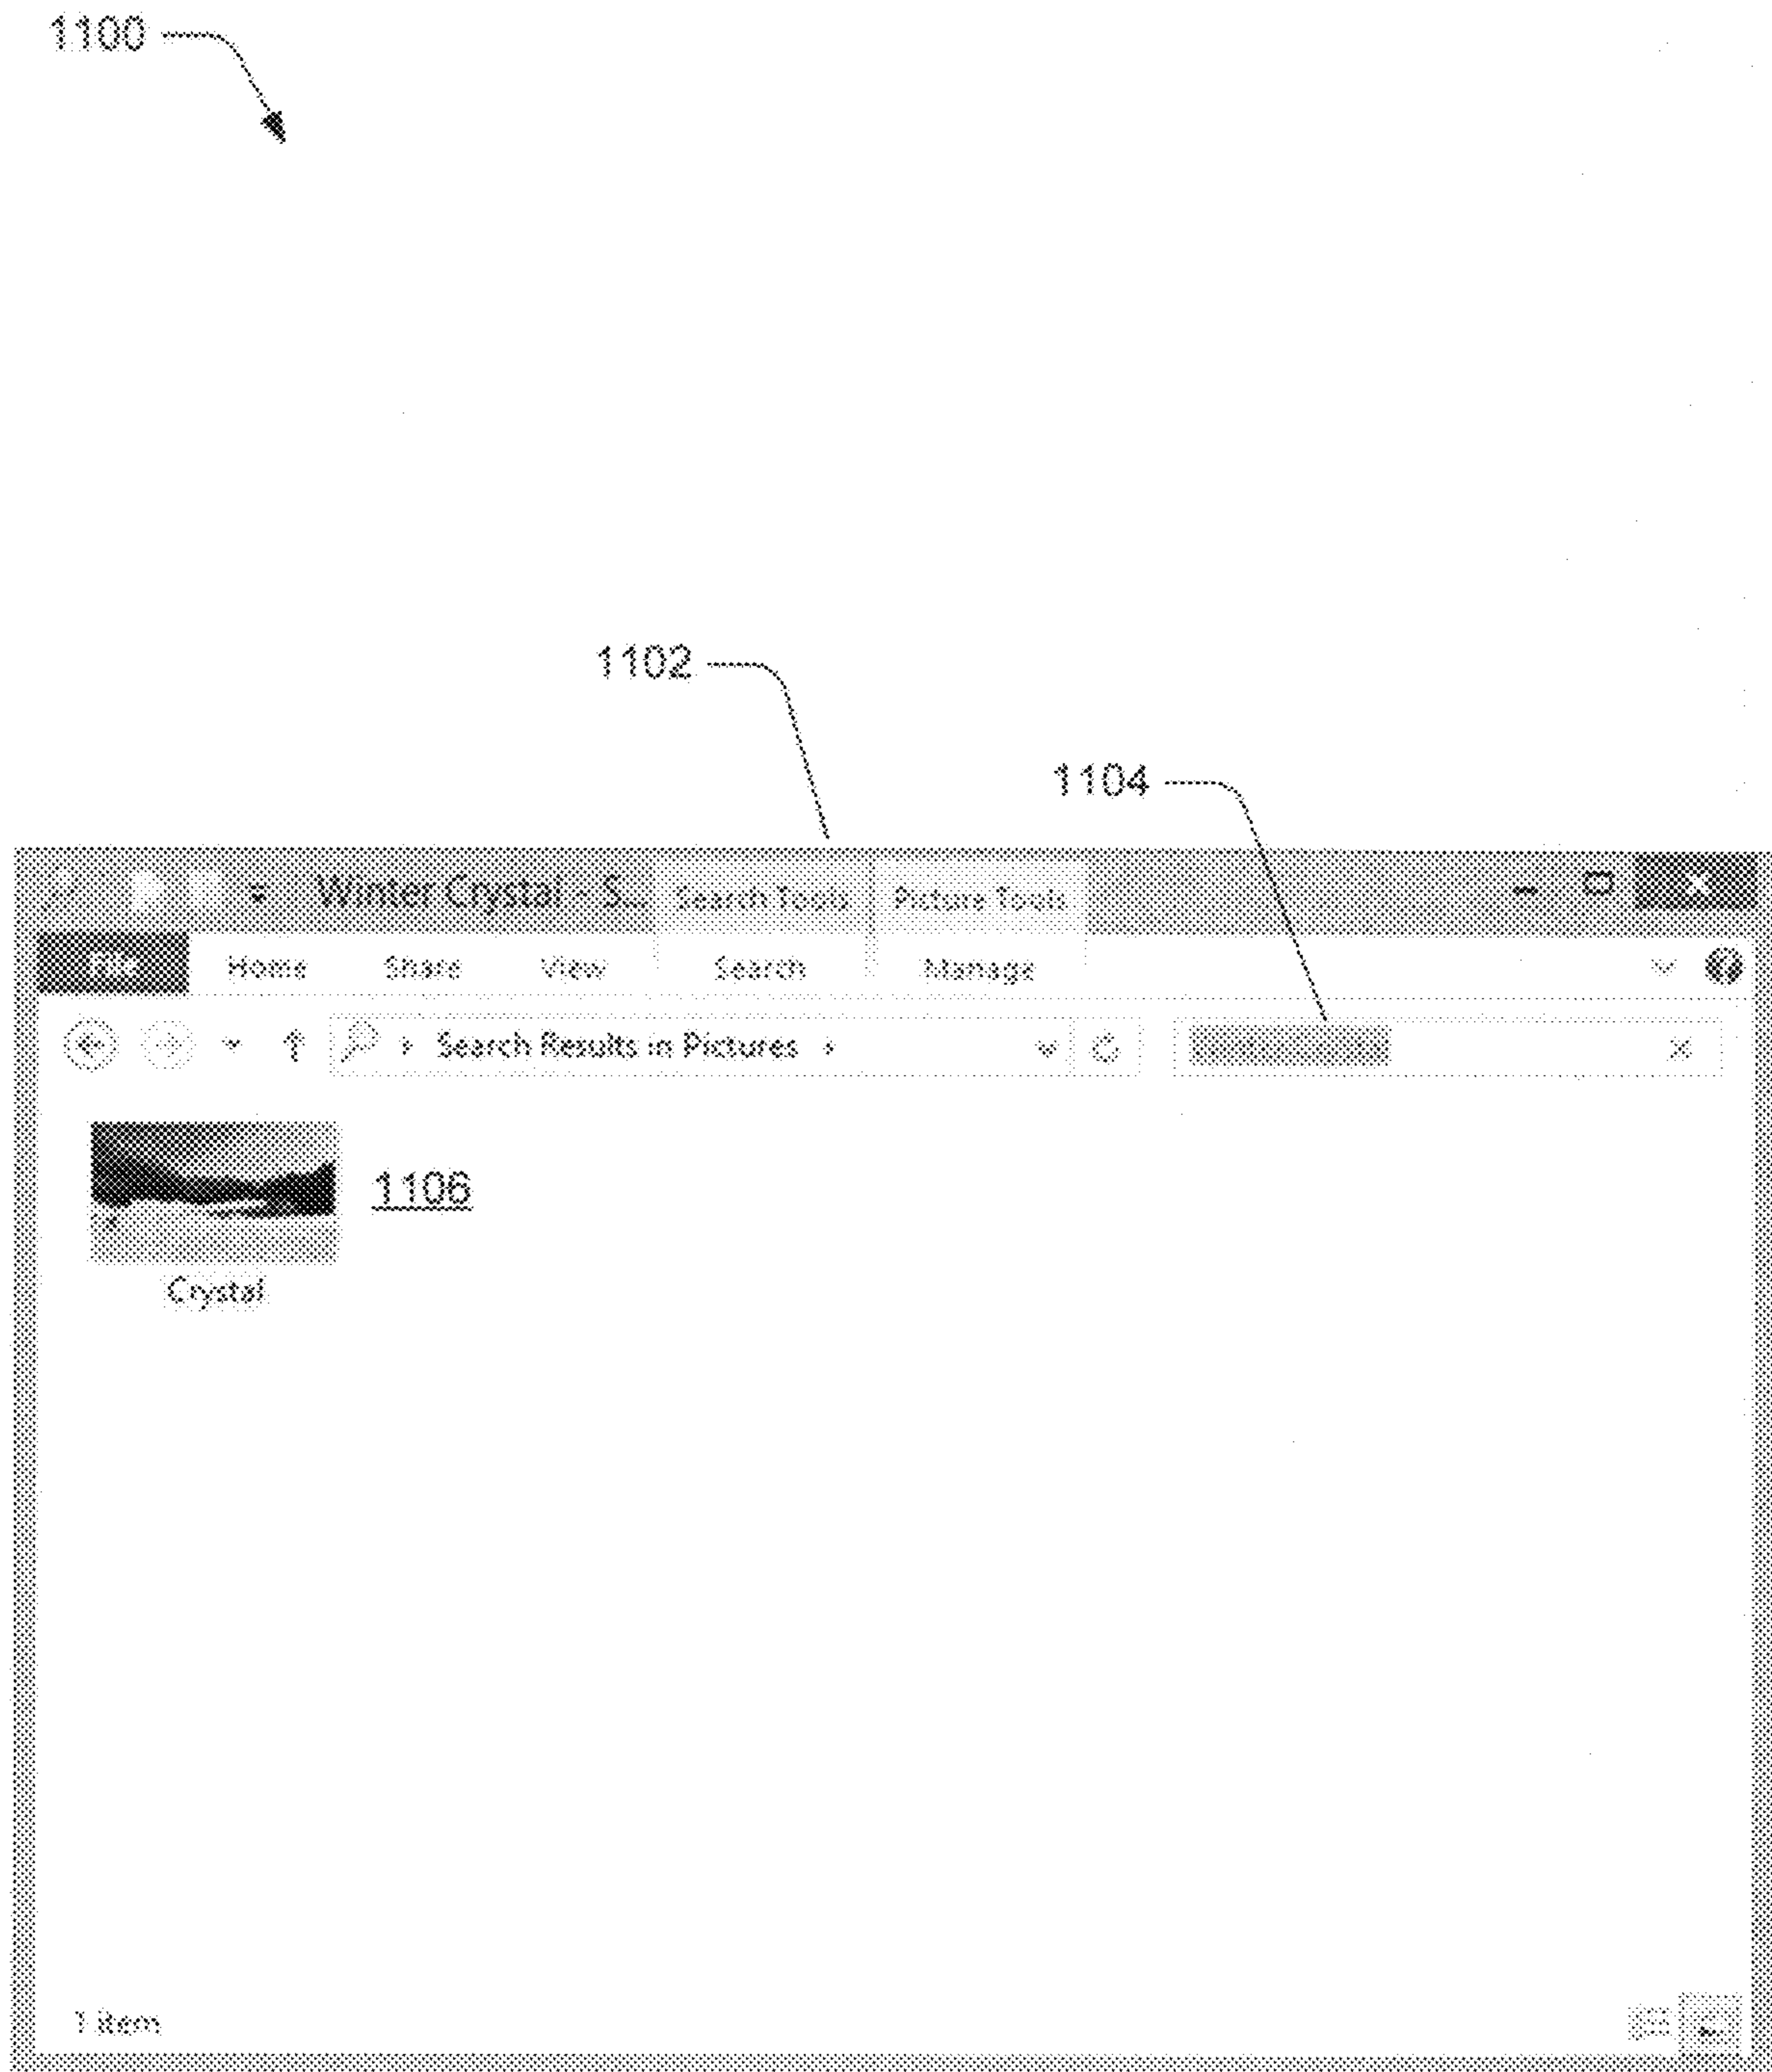 1100
1102
1104
Winter Crystal - S... Search Tools Picture Tools
File Home Share View Search Manage
Search Results in Pictures
1106
Crystal
1 item